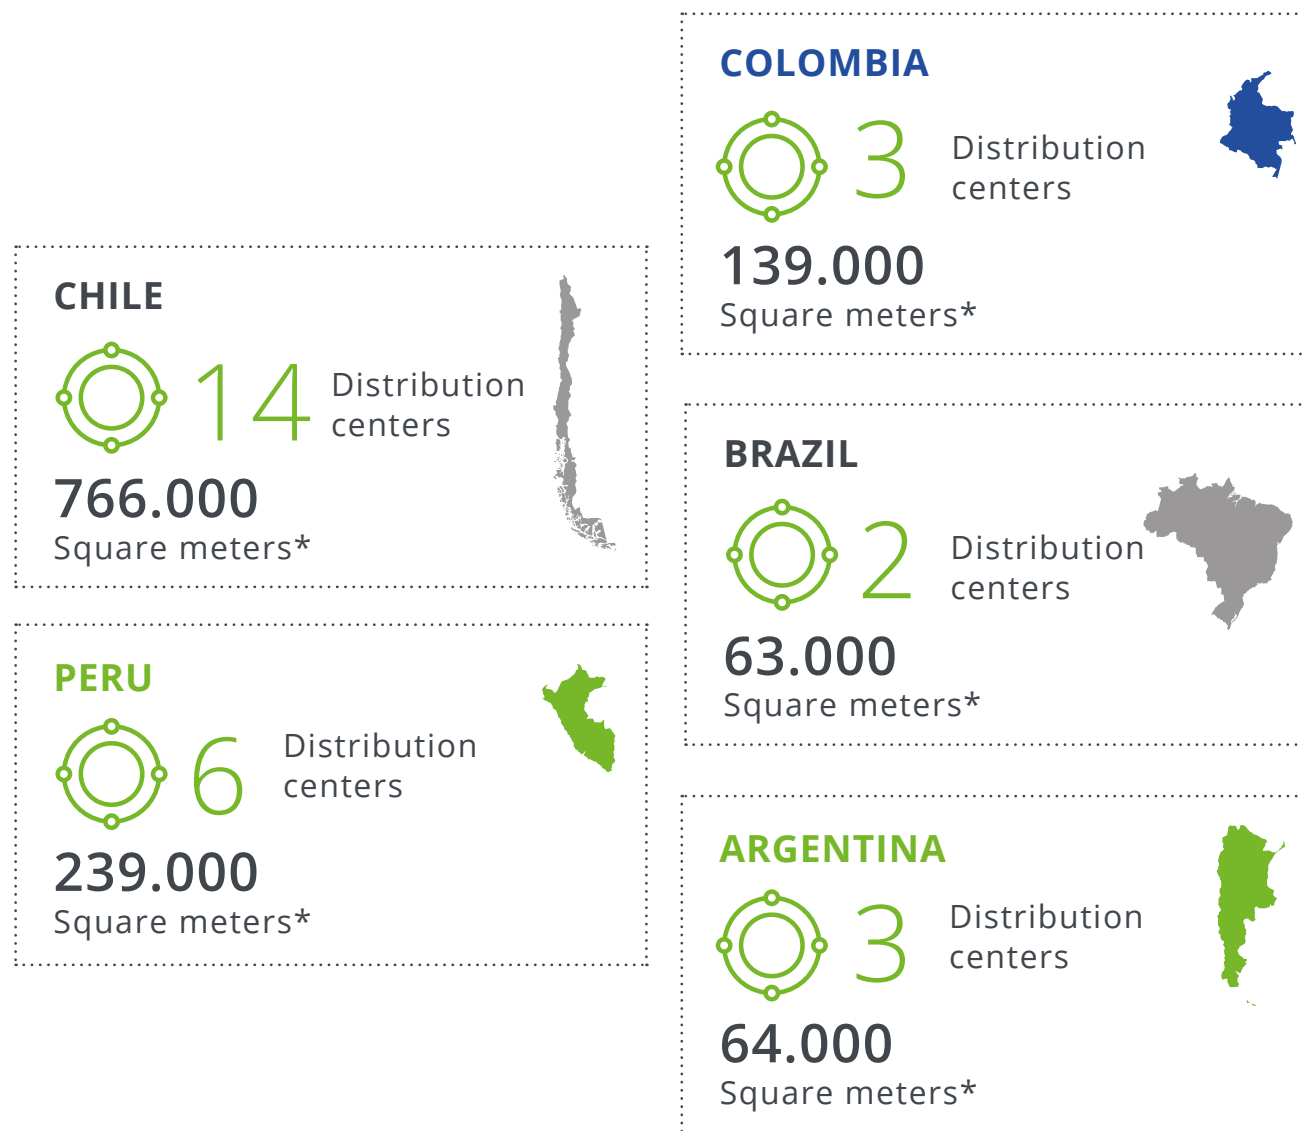 CHILE
14
Distribution
centers
766.000
Square meters*
PERU
6
Distribution
centers
239.000
Square meters*
COLOMBIA
3
Distribution
centers
139.000
Square meters*
BRAZIL
2
Distribution
centers
63.000
Square meters*
ARGENTINA
3
Distribution
centers
64.000
Square meters*